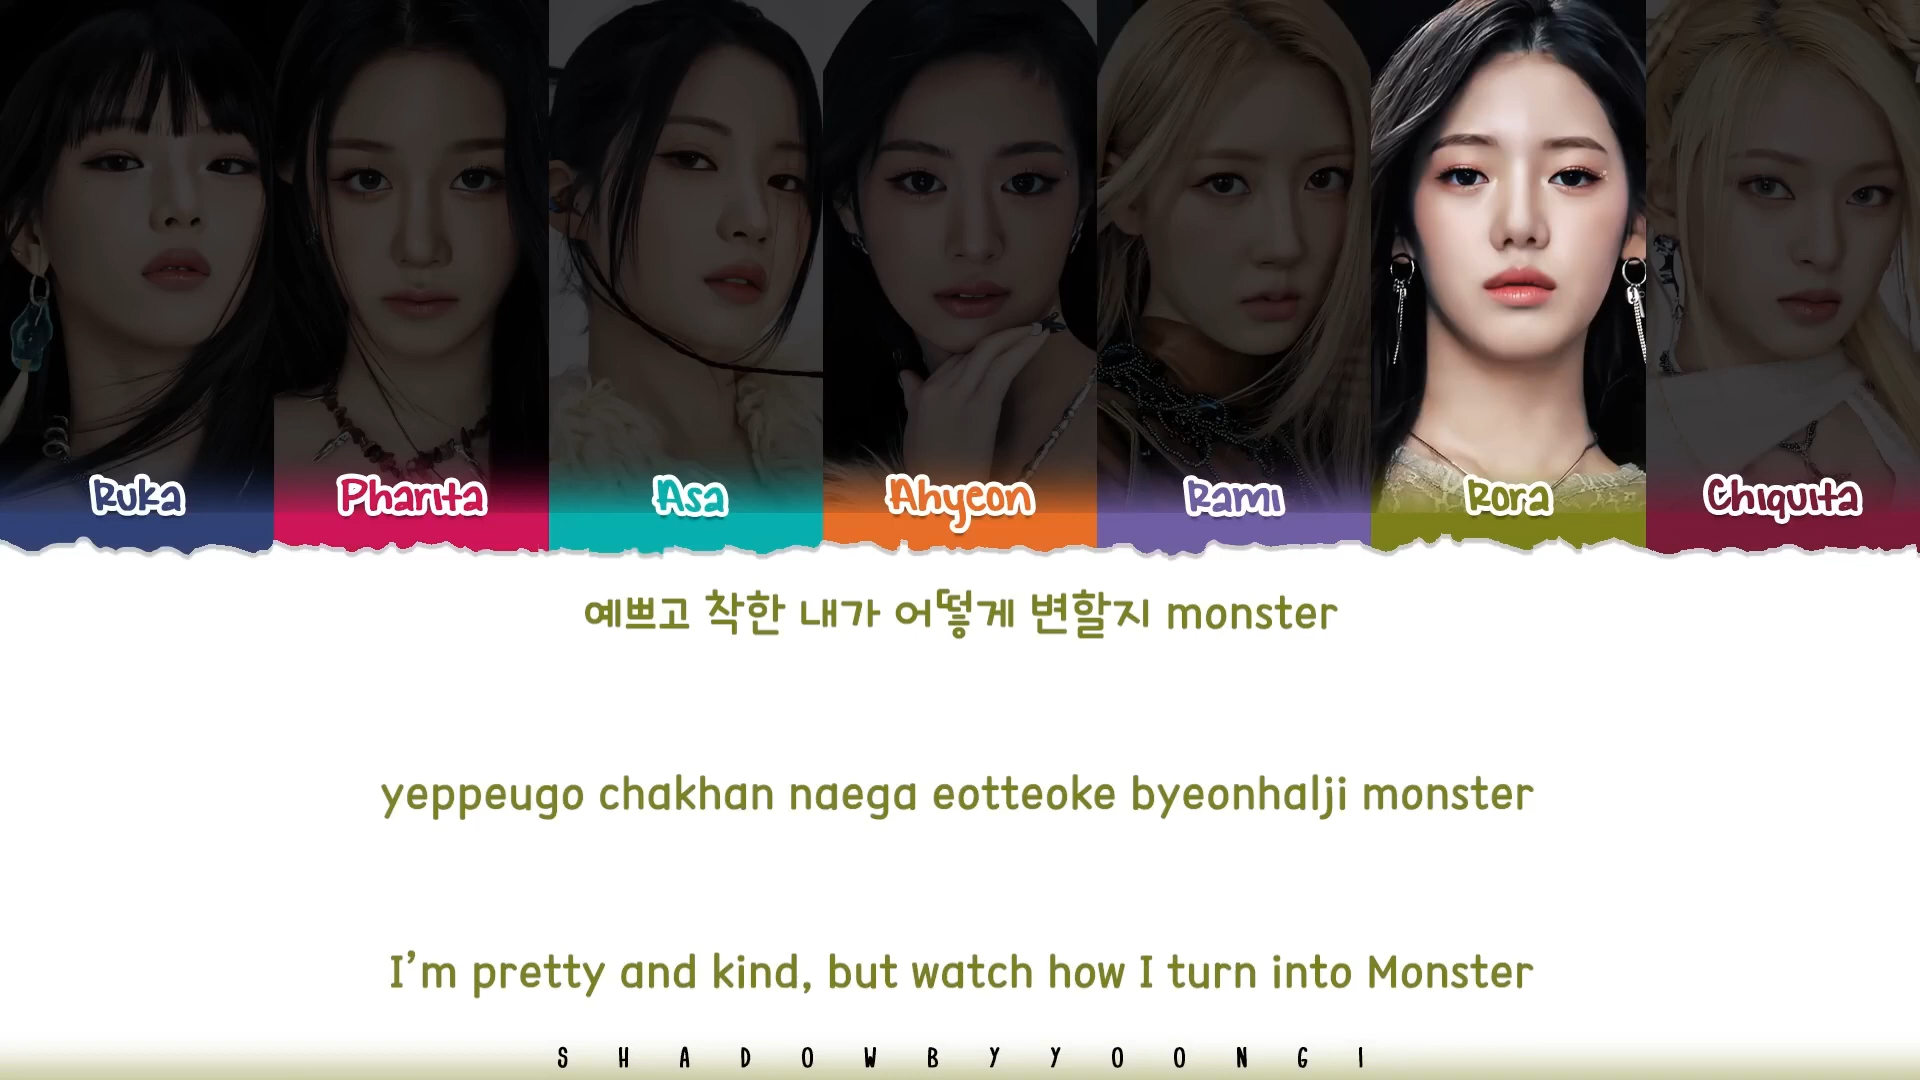 Ruka Pharita Asa Ahyeon Rami Rora Chiquita
예쁘고 착한 내가 어떻게 변할지 monster
yeppeugo chakhan naega eotteoke byeonhalji monster
I’m pretty and kind, but watch how I turn into Monster
SHADOWBYYOONGI